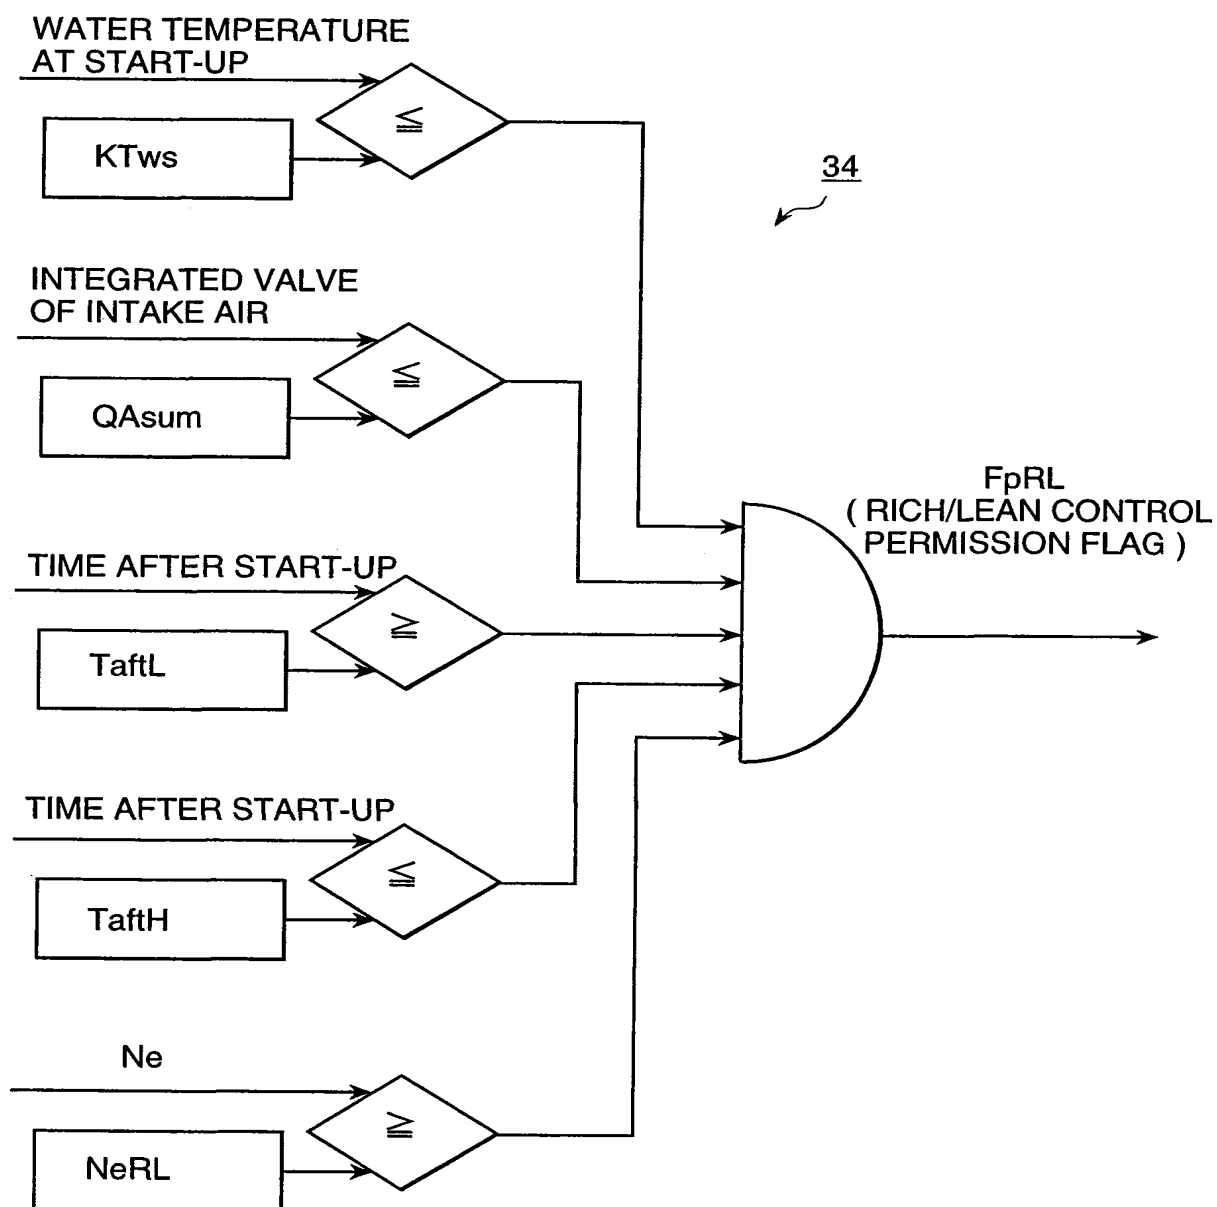 WATER TEMPERATURE
AT START-UP
≦
KTws
34
INTEGRATED VALVE
OF INTAKE AIR
≦
QAsum
FpRL
( RICH/LEAN CONTROL
PERMISSION FLAG )
TIME AFTER START-UP
≧
TaftL
TIME AFTER START-UP
≦
TaftH
Ne
≧
NeRL